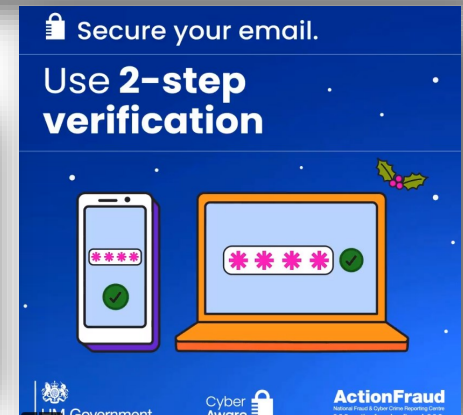 Secure your email.
Use 2-step
verification
****
* * * *
HM Government
Cyber
Aware
ActionFraud
National Fraud & Cyber Crime Reporting Centre